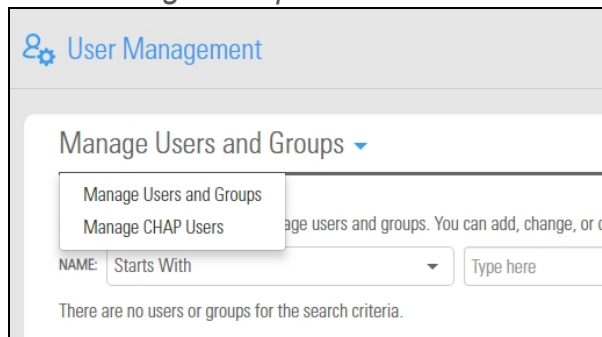 User Management
Manage Users and Groups
Manage Users and Groups
Manage CHAP Users
age users and groups. You can add, change, or
NAME: Starts With Type here
There are no users or groups for the search criteria.